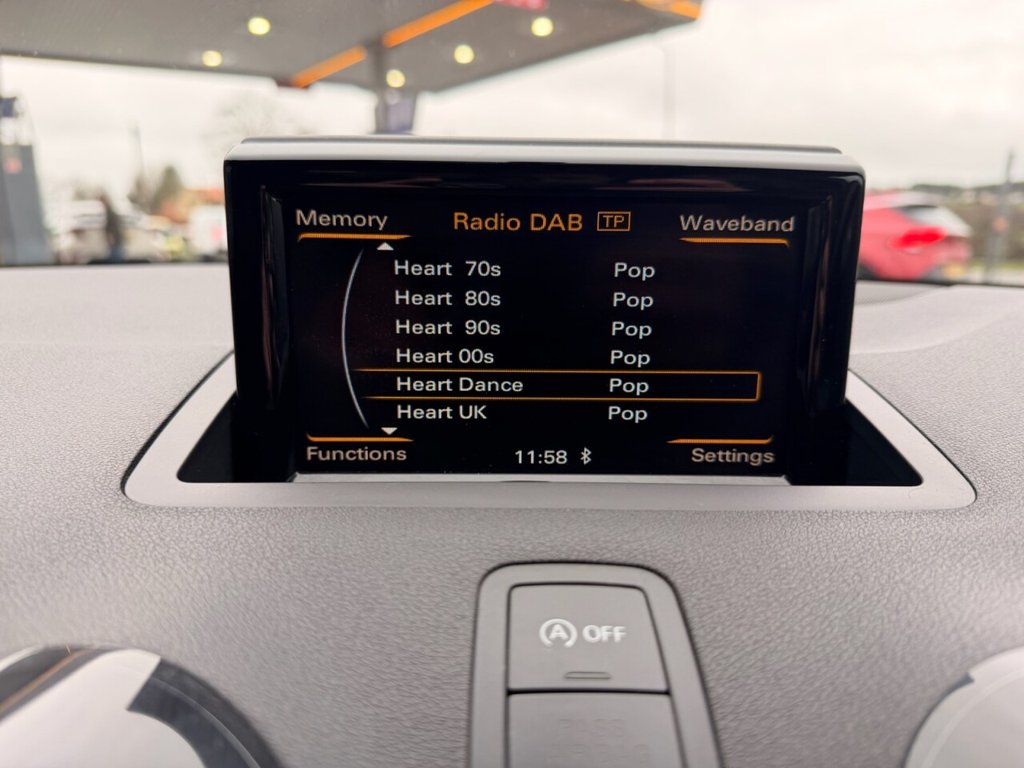 Memory Radio DAB TP Waveband
Heart 70s Pop
Heart 80s Pop
Heart 90s Pop
Heart 00s Pop
Heart Dance Pop
Heart UK Pop
Functions 11:58 Settings
A OFF